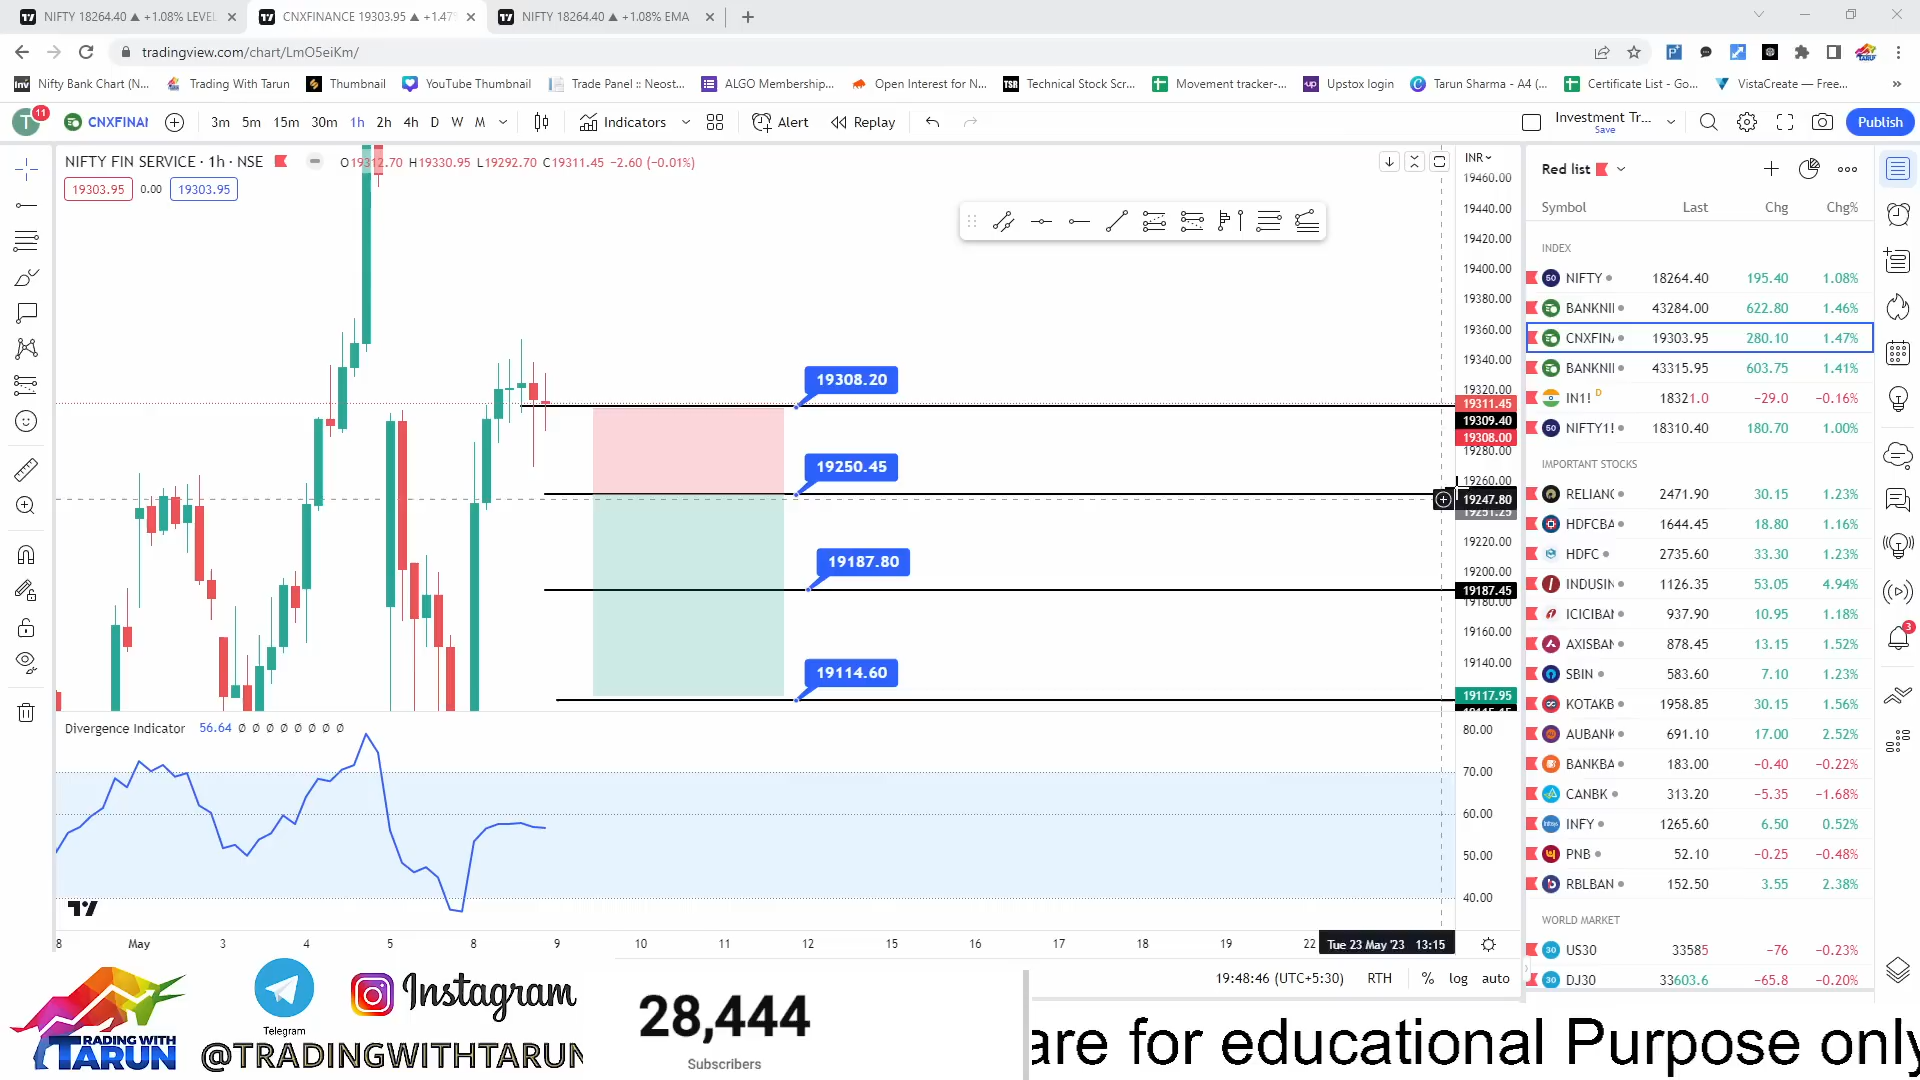 NIFTY 18264.40 ▲ +1.08% LEVEL
CNXFINANCE 19303.95 ▲ +1.47%
NIFTY 18264.40 ▲ +1.08% EMA
tradingview.com/chart/LmO5eiKm/
Nifty Bank Chart (N... Trading With Tarun Thumbnail YouTube Thumbnail Trade Panel :: Neost... ALGO Membership... Open Interest for N... TSR Technical Stock Scr... Movement tracker-... Upstox login Tarun Sharma - A4 (... Certificate List - Go... VistaCreate — Free...
T 11 CNXFINAI 3m 5m 15m 30m 1h 2h 4h D W M Indicators Alert Replay Investment Tr... Save Publish
NIFTY FIN SERVICE · 1h · NSE O19312.70 H19330.95 L19292.70 C19311.45 −2.60 (−0.01%)
19303.95 0.00 19303.95
INR
19460.00
19440.00
19420.00
19400.00
19380.00
19360.00
19340.00
19320.00
19311.45
19309.40
19308.00
19280.00
19260.00
19247.80
19251.25
19220.00
19200.00
19187.45
19180.00
19160.00
19140.00
19117.95
19308.20
19250.45
19187.80
19114.60
Divergence Indicator 56.64 Ø Ø Ø Ø Ø Ø Ø Ø
80.00
70.00
60.00
50.00
40.00
8 May 3 4 5 8 9 10 11 12 15 16 17 18 19 22 Tue 23 May '23 13:15
19:48:46 (UTC+5:30) RTH % log auto
Red list
Symbol Last Chg Chg%
INDEX
NIFTY 18264.40 195.40 1.08%
BANKNI 43284.00 622.80 1.46%
CNXFIN 19303.95 280.10 1.47%
BANKNI 43315.95 603.75 1.41%
IN1! D 18321.0 −29.0 −0.16%
NIFTY1! 18310.40 180.70 1.00%
IMPORTANT STOCKS
RELIANC 2471.90 30.15 1.23%
HDFCBA 1644.45 18.80 1.16%
HDFC 2735.60 33.30 1.23%
INDUSIN 1126.35 53.05 4.94%
ICICIBAN 937.90 10.95 1.18%
AXISBAN 878.45 13.15 1.52%
SBIN 583.60 7.10 1.23%
KOTAKB 1958.85 30.15 1.56%
AUBANK 691.10 17.00 2.52%
BANKBA 183.00 −0.40 −0.22%
CANBK 313.20 −5.35 −1.68%
INFY 1265.60 6.50 0.52%
PNB 52.10 −0.25 −0.48%
RBLBAN 152.50 3.55 2.38%
WORLD MARKET
US30 33585 −76 −0.23%
DJ30 33603.6 −65.8 −0.20%
3
TRADING WITH
TARUN
Telegram
Instagram
@TRADINGWITHTARUN
28,444
Subscribers
are for educational Purpose only